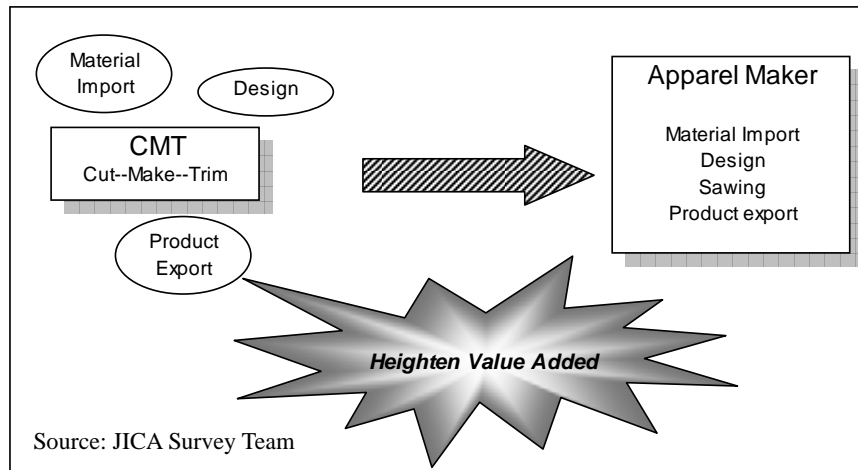 Material
Import
Design
CMT
Cut--Make--Trim
Product
Export
Apparel Maker
Material Import
Design
Sawing
Product export
Heighten Value Added
Source: JICA Survey Team